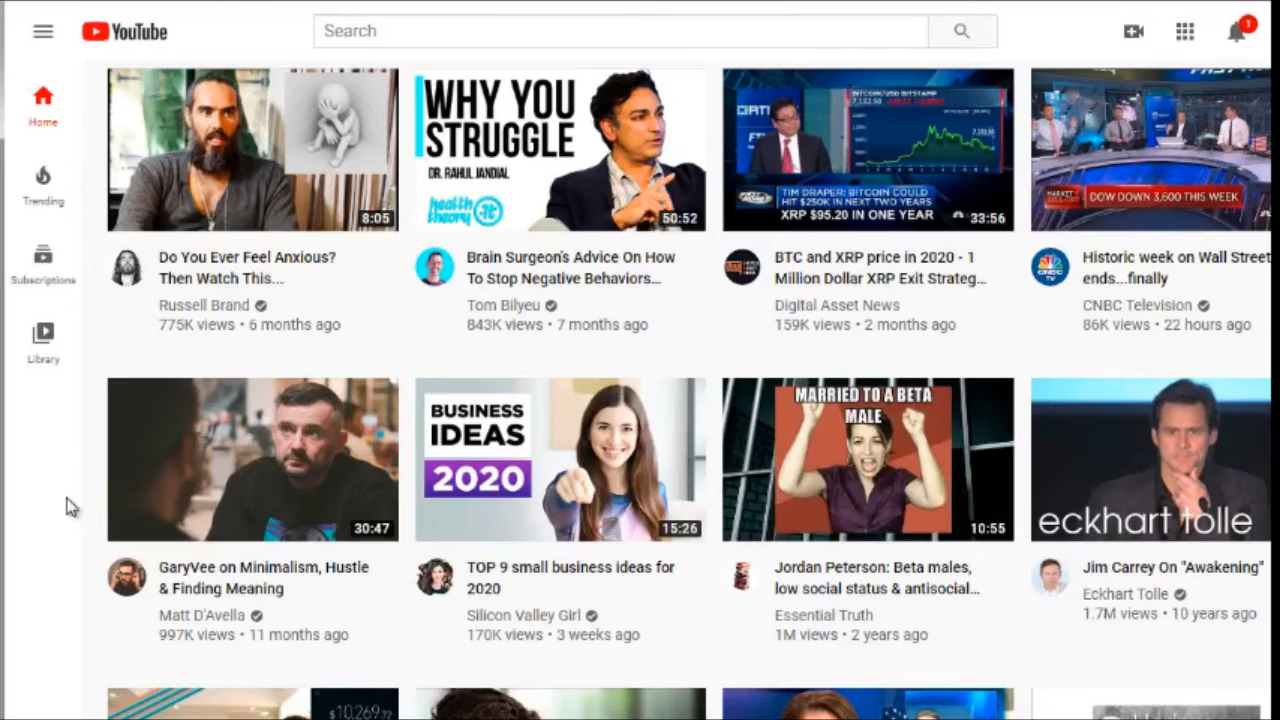 YouTube
Search
1
Home
Trending
Subscriptions
Library
8:05
Do You Ever Feel Anxious?
Then Watch This...
Russell Brand
775K views • 6 months ago
WHY YOU
STRUGGLE
DR. RAHUL JANDIAL
health
theory
50:52
Brain Surgeon's Advice On How
To Stop Negative Behaviors...
Tom Bilyeu
843K views • 7 months ago
BITCOIN/USD BITSTAMP
TIM DRAPER: BITCOIN COULD
HIT $250K IN NEXT TWO YEARS
XRP $95.20 IN ONE YEAR
33:56
BTC and XRP price in 2020 - 1
Million Dollar XRP Exit Strateg...
Digital Asset News
159K views • 2 months ago
MARKET
DOW DOWN 3,600 THIS WEEK
Historic week on Wall Street
ends...finally
CNBC Television
86K views • 22 hours ago
30:47
GaryVee on Minimalism, Hustle
& Finding Meaning
Matt D'Avella
997K views • 11 months ago
BUSINESS
IDEAS
2020
15:26
TOP 9 small business ideas for
2020
Silicon Valley Girl
170K views • 3 weeks ago
MARRIED TO A BETA
MALE
10:55
Jordan Peterson: Beta males,
low social status & antisocial...
Essential Truth
1M views • 2 years ago
eckhart tolle
Jim Carrey On "Awakening"
Eckhart Tolle
1.7M views • 10 years ago
$10,269.72